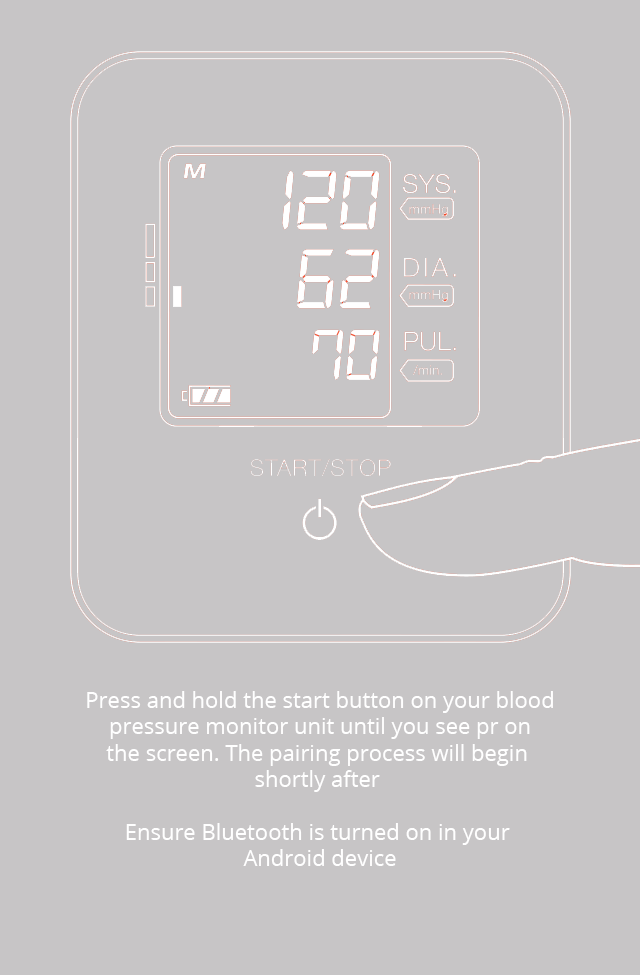 M
120
SYS.
mmHg
62
DIA.
mmHg
70
PUL.
/min.
START/STOP
Press and hold the start button on your blood
pressure monitor unit until you see pr on
the screen. The pairing process will begin
shortly after
Ensure Bluetooth is turned on in your
Android device